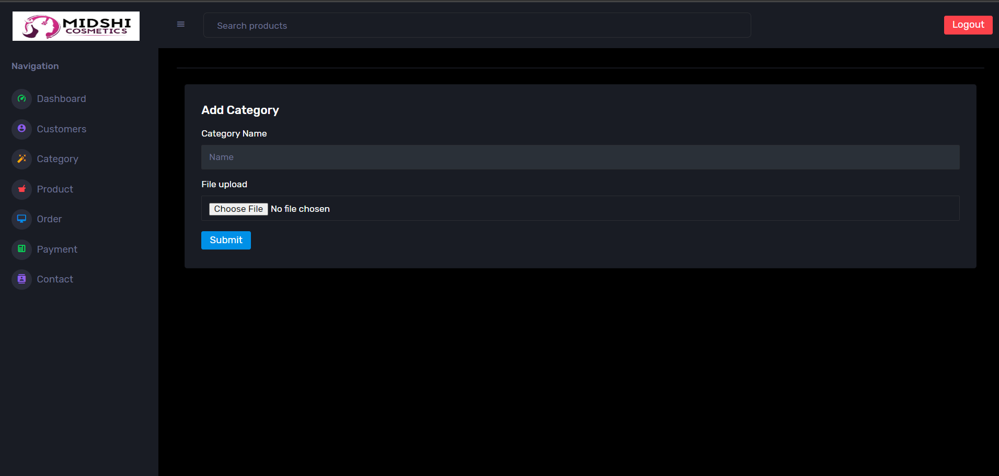 MIDSHI
COSMETICS
Search products
Logout
Navigation
Dashboard
Customers
Category
Product
Order
Payment
Contact
Add Category
Category Name
Name
File upload
Choose File No file chosen
Submit